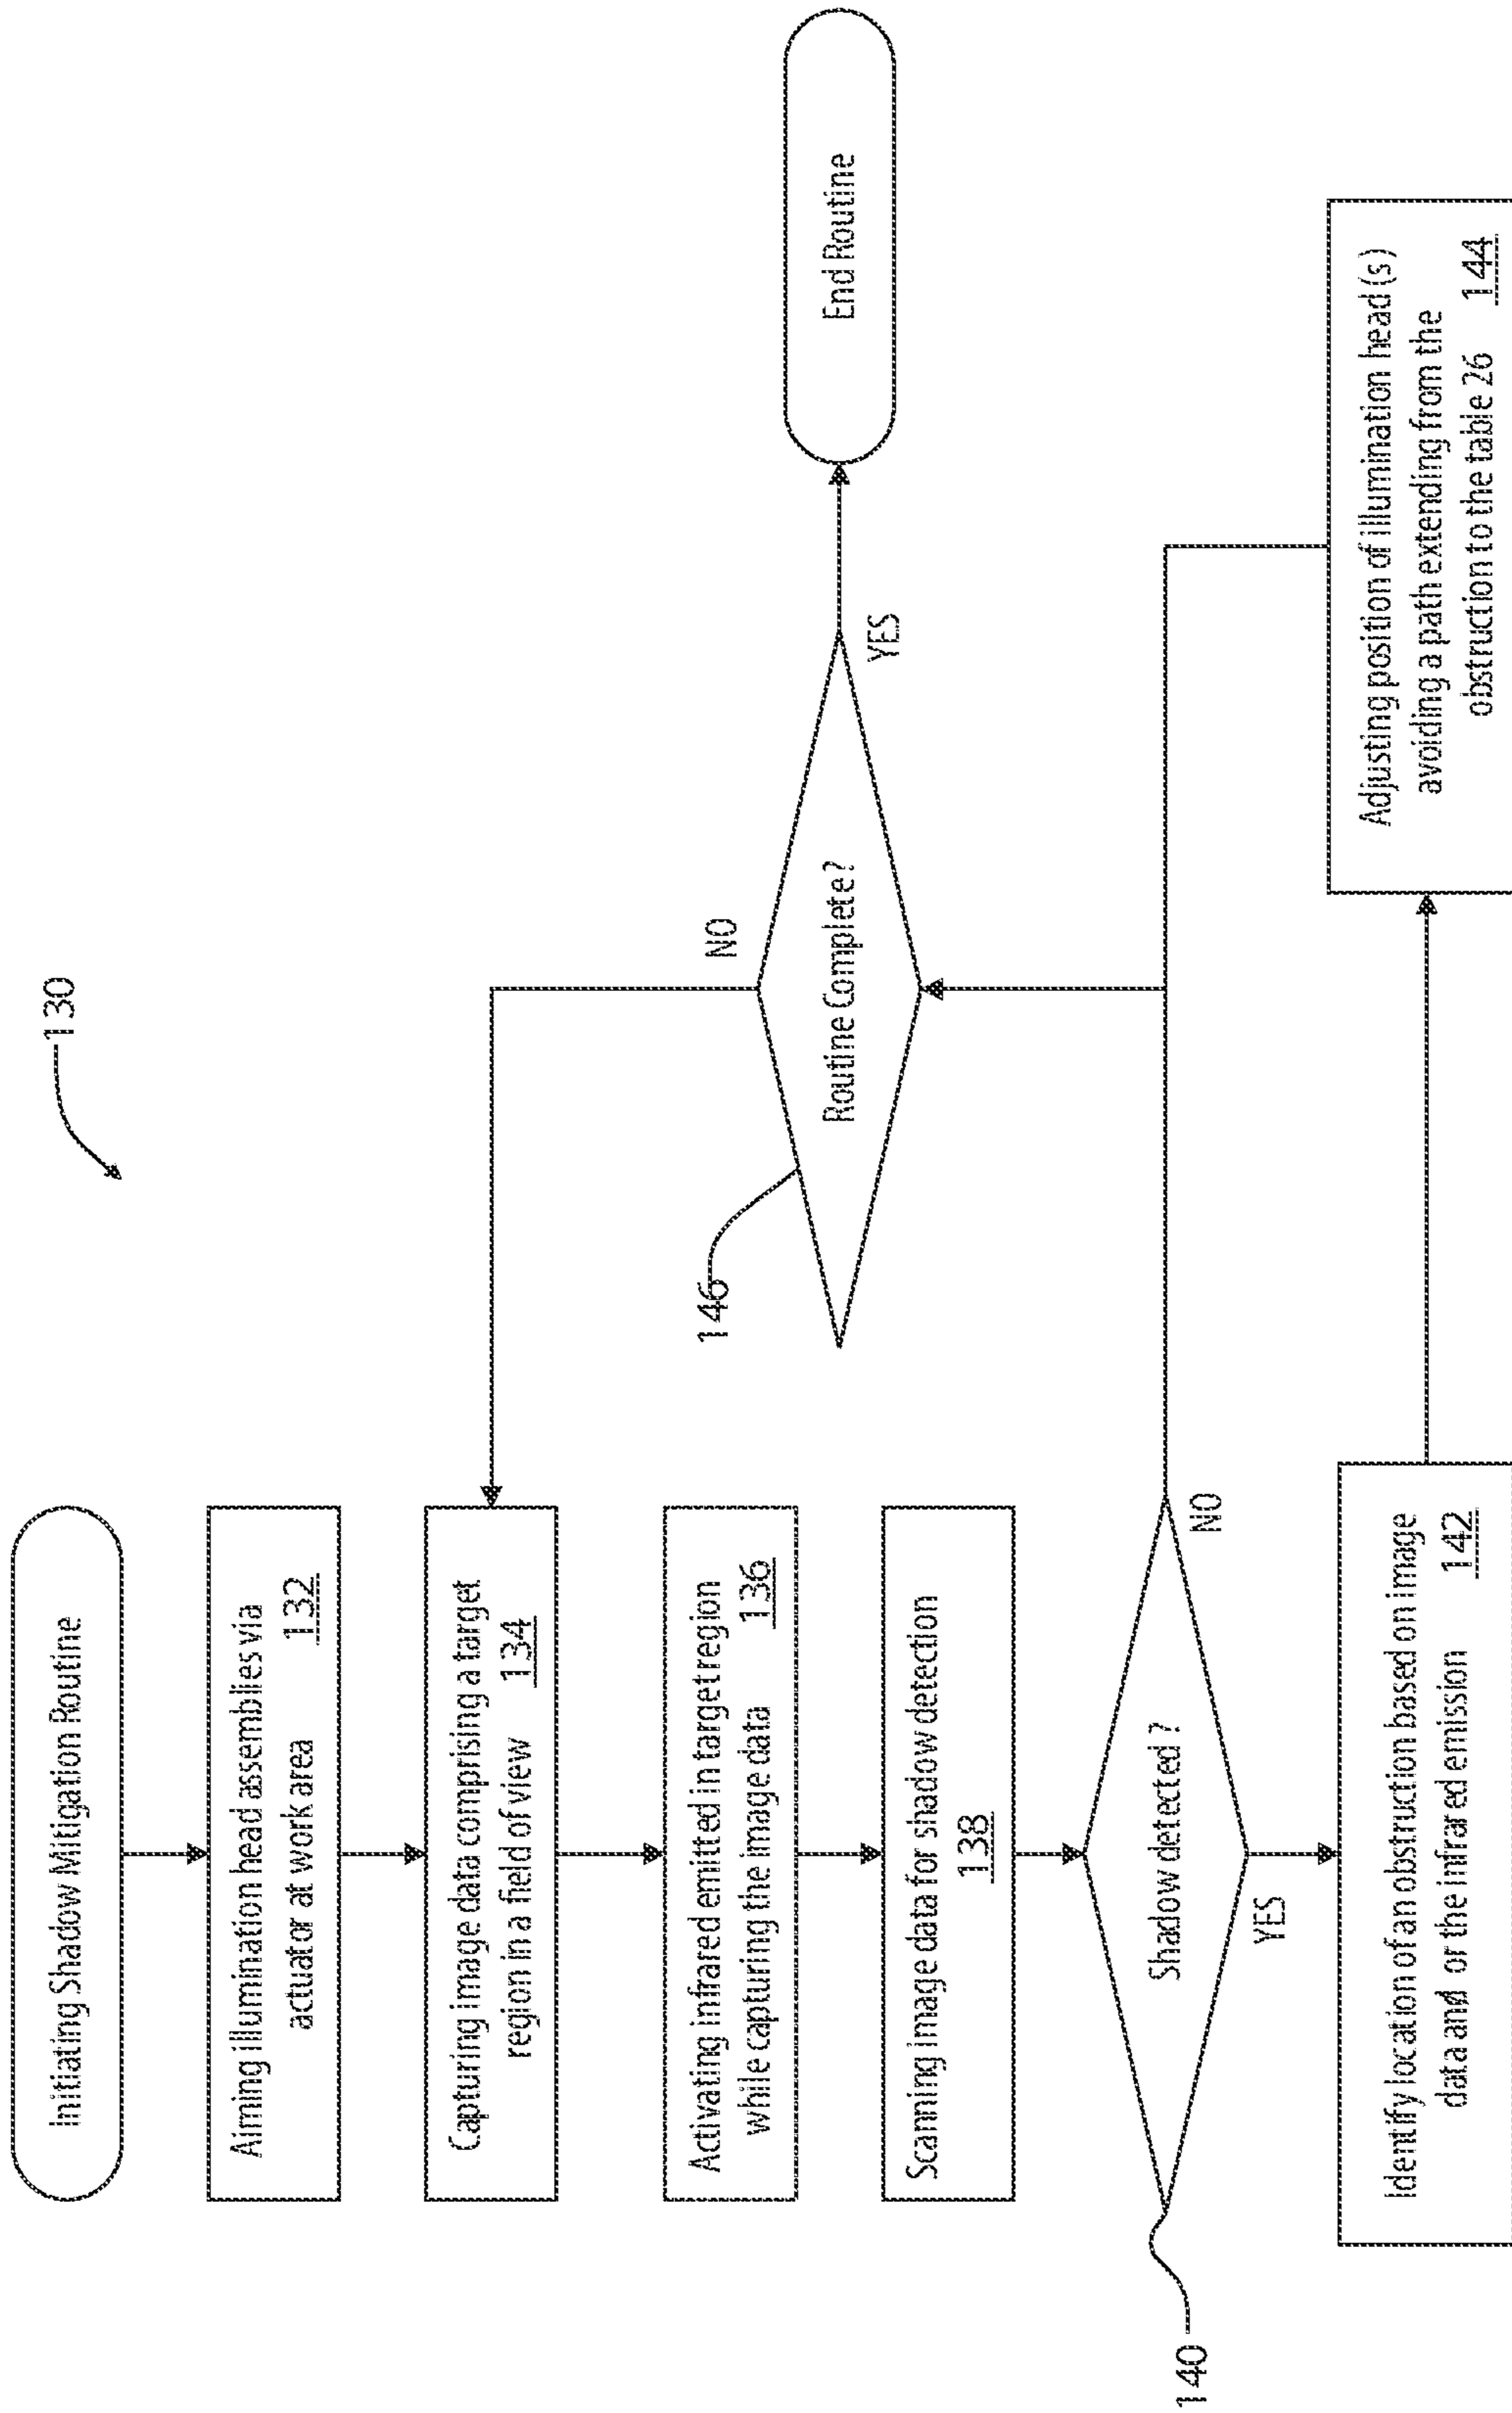 130
Initiating Shadow Mitigation Routine
Aiming illumination head assemblies via
actuator at work area 132
Capturing image data comprising a target
region in a field of view 134
Activating infrared emitted in target region
while capturing the image data 136
Scanning image data for shadow detection
138
Shadow detected ?
140
NO
YES
Identify location of an obstruction based on image
data and or the infrared emission 142
Adjusting position of illumination head (s)
avoiding a path extending from the
obstruction to the table 26 144
Routine Complete?
146
NO
YES
End Routine